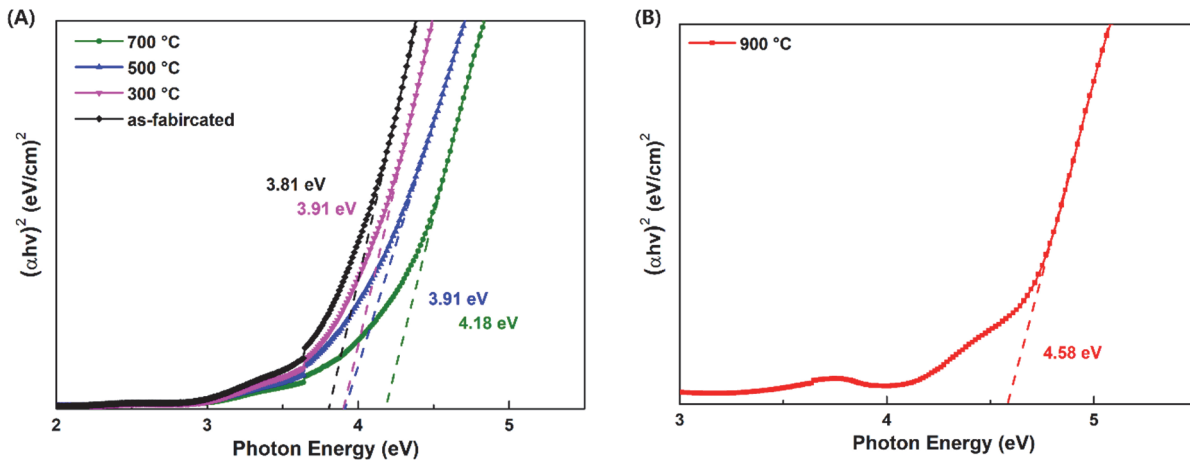 (A)
700 °C
500 °C
300 °C
as-fabircated
3.81 eV
3.91 eV
3.91 eV
4.18 eV
(αhv)² (eV/cm)²
2 3 4 5
Photon Energy (eV)
(B)
900 °C
4.58 eV
(αhv)² (eV/cm)²
3 4 5
Photon Energy (eV)